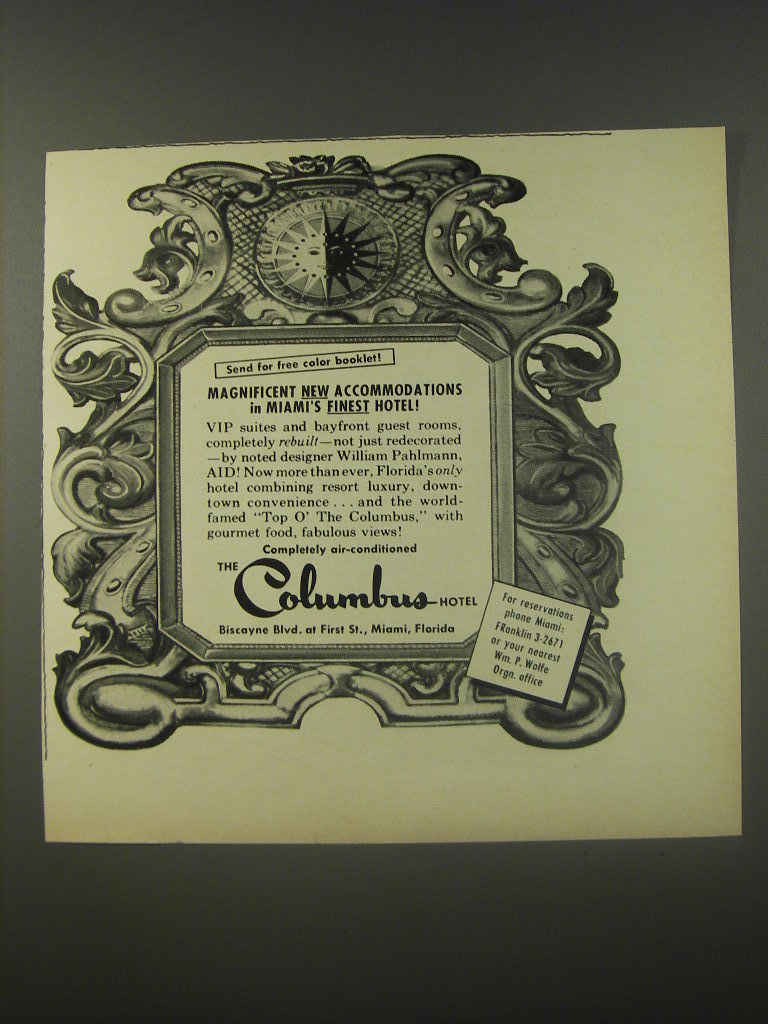 Send for free color booklet!
MAGNIFICENT NEW ACCOMMODATIONS
in MIAMI'S FINEST HOTEL!
VIP suites and bayfront guest rooms,
completely rebuilt—not just redecorated
—by noted designer William Pahlmann,
AID! Now more than ever, Florida's only
hotel combining resort luxury, down-
town convenience . . . and the world-
famed "Top O' The Columbus," with
gourmet food, fabulous views!
Completely air-conditioned
THE Columbus HOTEL
Biscayne Blvd. at First St., Miami, Florida
For reservations
phone Miami:
FRanklin 3-2671
or your nearest
Wm. P. Wolfe
Orgn. office